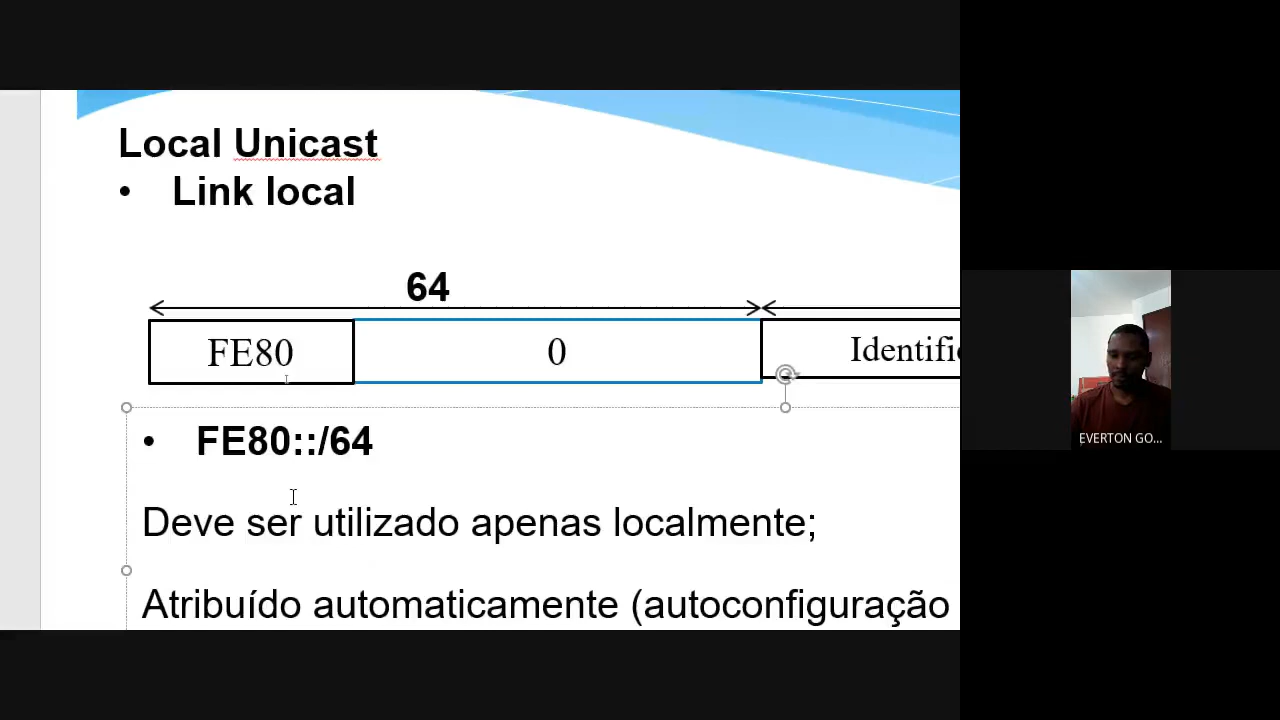 Local Unicast
• Link local
64
FE80 0 Identifi
• FE80::/64
Deve ser utilizado apenas localmente;
Atribuído automaticamente (autoconfiguração
EVERTON GO...